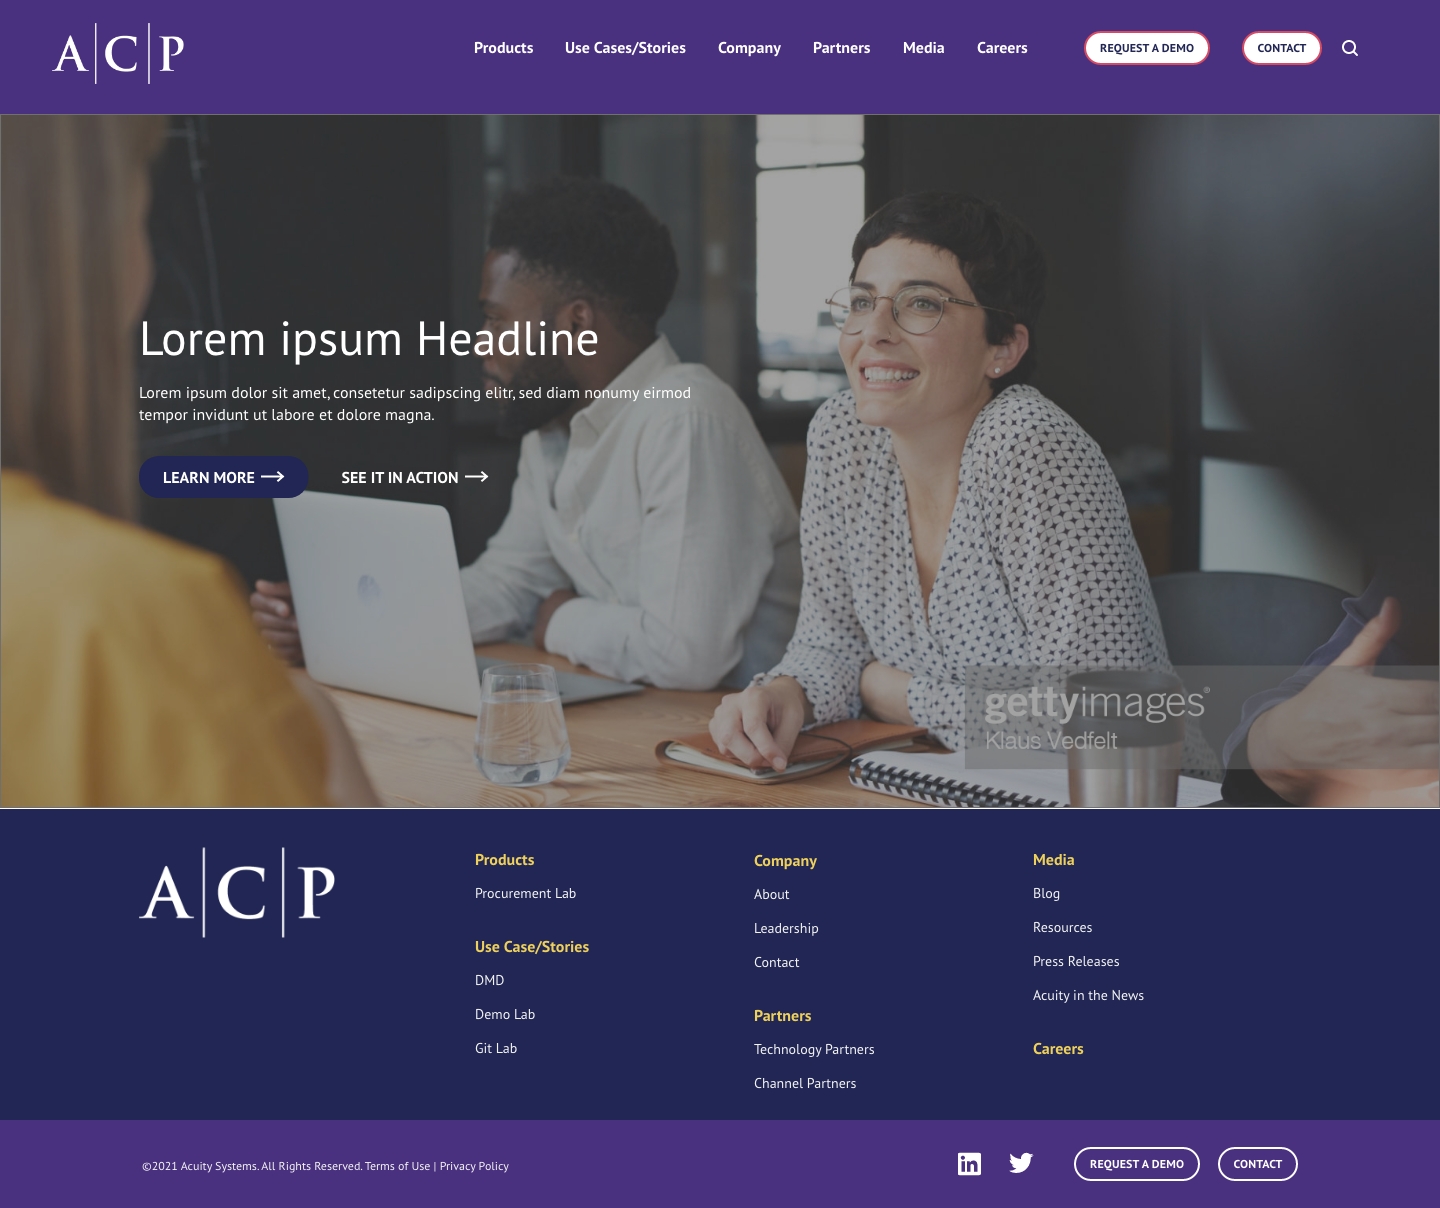 A|C|P
Products Use Cases/Stories Company Partners Media Careers REQUEST A DEMO CONTACT
Lorem ipsum Headline
Lorem ipsum dolor sit amet, consetetur sadipscing elitr, sed diam nonumy eirmod
tempor invidunt ut labore et dolore magna.
LEARN MORE → SEE IT IN ACTION →
gettyimages®
Klaus Vedfelt
A|C|P
Products
Procurement Lab
Use Case/Stories
DMD
Demo Lab
Git Lab
Company
About
Leadership
Contact
Partners
Technology Partners
Channel Partners
Media
Blog
Resources
Press Releases
Acuity in the News
Careers
©2021 Acuity Systems. All Rights Reserved. Terms of Use | Privacy Policy
in REQUEST A DEMO CONTACT